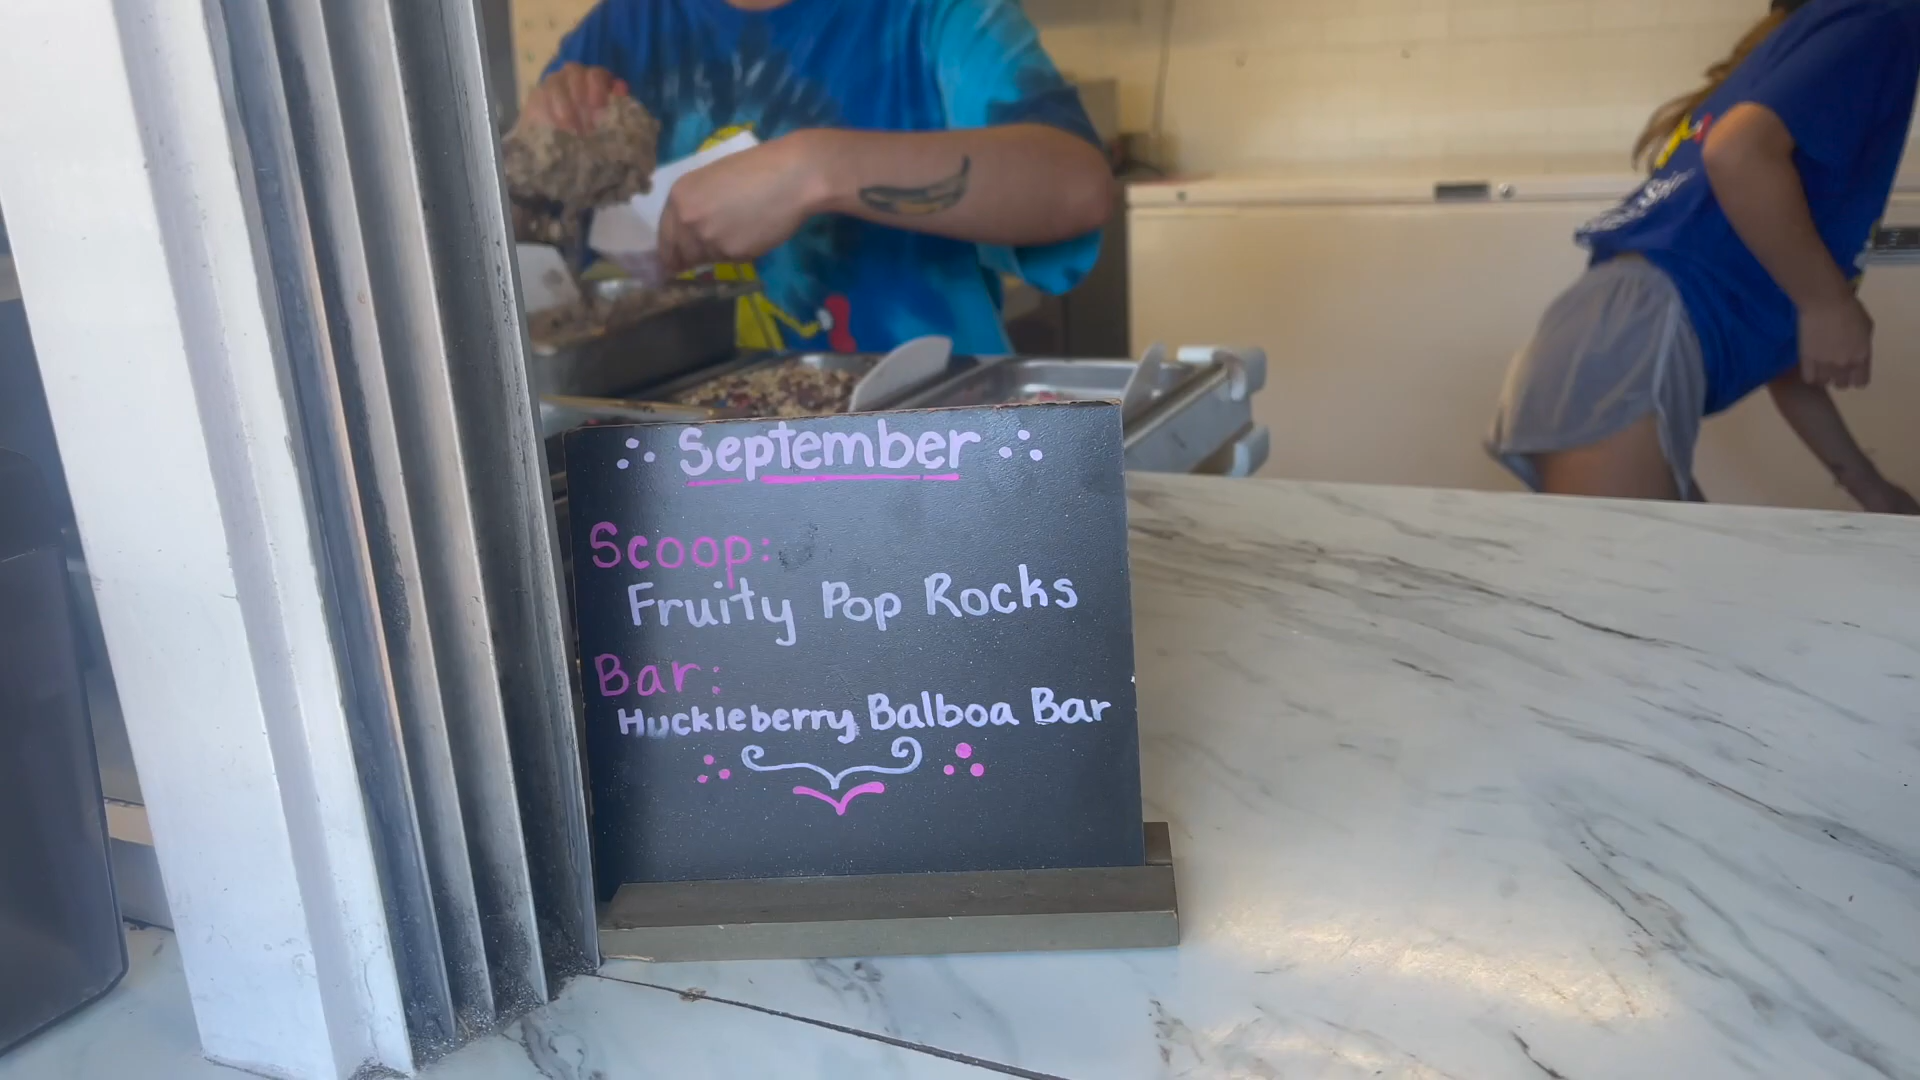 September
Scoop:
Fruity Pop Rocks
Bar:
Huckleberry Balboa Bar